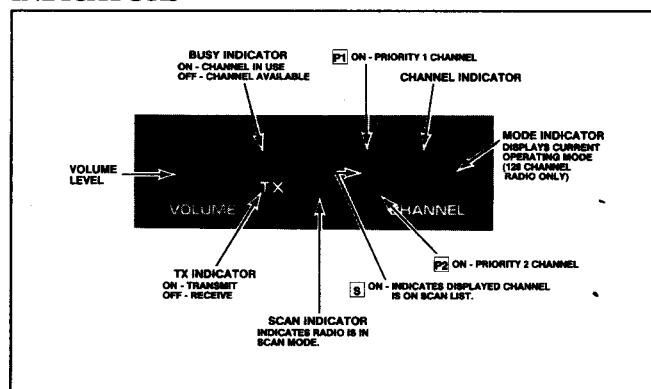 BUSY INDICATOR
ON - CHANNEL IN USE
OFF - CHANNEL AVAILABLE
P1 ON - PRIORITY 1 CHANNEL
CHANNEL INDICATOR
MODE INDICATOR
DISPLAYS CURRENT
OPERATING MODE
(128 CHANNEL
RADIO ONLY)
VOLUME
LEVEL
TX
VOLUME
CHANNEL
P2 ON - PRIORITY 2 CHANNEL
TX INDICATOR
ON - TRANSMIT
OFF - RECEIVE
S ON - INDICATES DISPLAYED CHANNEL
IS ON SCAN LIST.
SCAN INDICATOR
INDICATES RADIO IS IN
SCAN MODE.